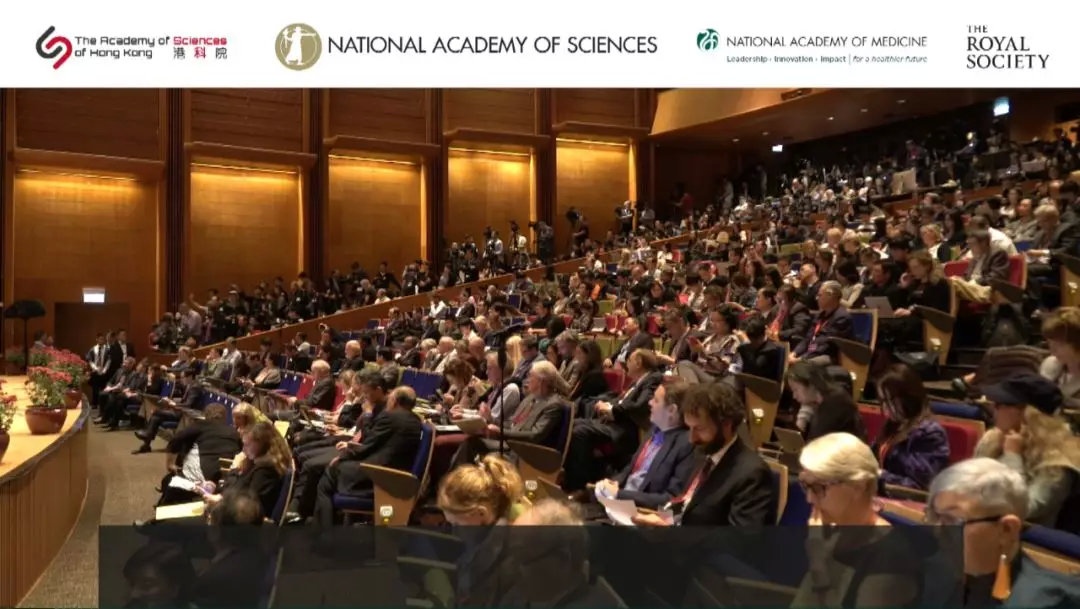 The Academy of Sciences
of Hong Kong 港科院
NATIONAL ACADEMY OF SCIENCES
NATIONAL ACADEMY OF MEDICINE
Leadership • Innovation • Impact | for a healthier future
THE
ROYAL
SOCIETY